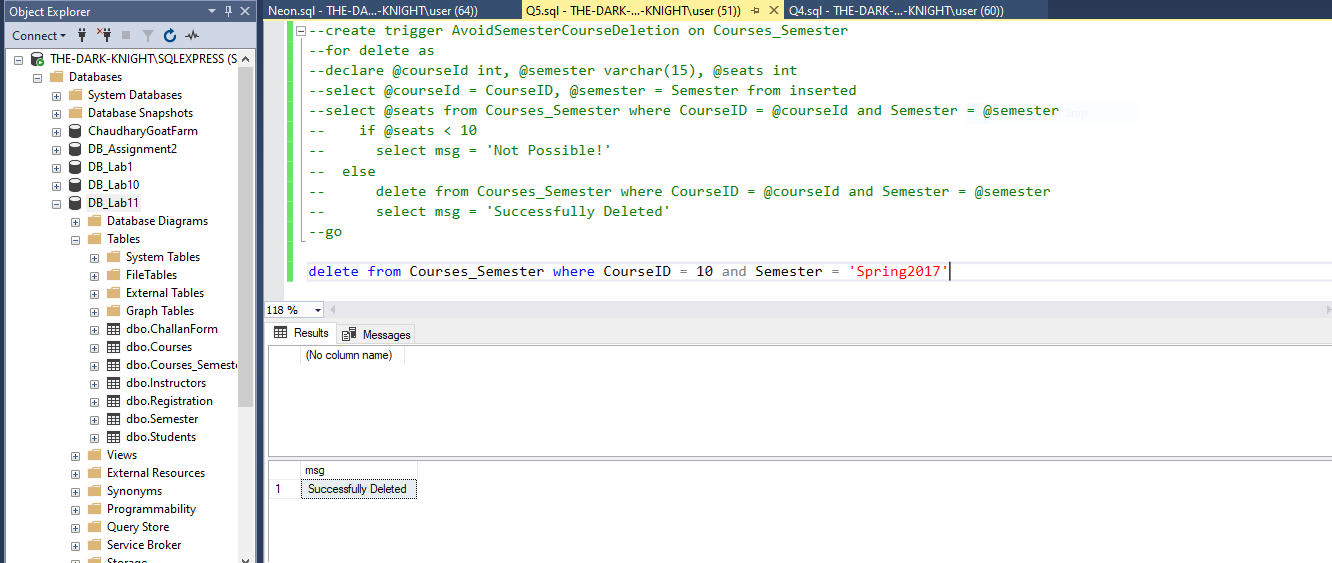 Object Explorer
Connect
THE-DARK-KNIGHT\SQLEXPRESS (S
Databases
System Databases
Database Snapshots
ChaudharyGoatFarm
DB_Assignment2
DB_Lab1
DB_Lab10
DB_Lab11
Database Diagrams
Tables
System Tables
FileTables
External Tables
Graph Tables
dbo.ChallanForm
dbo.Courses
dbo.Courses_Semeste
dbo.Instructors
dbo.Registration
dbo.Semester
dbo.Students
Views
External Resources
Synonyms
Programmability
Query Store
Service Broker
Storage
Neon.sql - THE-DA...-KNIGHT\user (64))
Q5.sql - THE-DARK-...-KNIGHT\user (51))
Q4.sql - THE-DARK-...-KNIGHT\user (60))
--create trigger AvoidSemesterCourseDeletion on Courses_Semester
--for delete as
--declare @courseId int, @semester varchar(15), @seats int
--select @courseId = CourseID, @semester = Semester from inserted
--select @seats from Courses_Semester where CourseID = @courseId and Semester = @semester
-- if @seats < 10
-- select msg = 'Not Possible!'
-- else
-- delete from Courses_Semester where CourseID = @courseId and Semester = @semester
-- select msg = 'Successfully Deleted'
--go
delete from Courses_Semester where CourseID = 10 and Semester = 'Spring2017'
118 %
Results
Messages
(No column name)
msg
1 Successfully Deleted